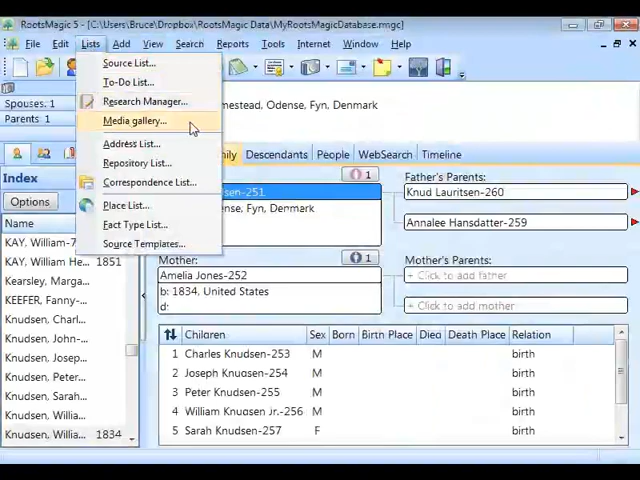 RootsMagic 5 - [C:\Users\Bruce\Dropbox\RootsMagic Data\MyRootsMagicDatabase.rmgc]
File Edit Lists Add View Search Reports Tools Internet Window Help
Source List...
To-Do List...
Research Manager...
Media gallery...
Address List...
Repository List...
Correspondence List...
Place List...
Fact Type List...
Source Templates...
Spouses: 1
Parents: 1
mestead, Odense, Fyn, Denmark
ily Descendants People WebSearch Timeline
Index
Options
Name
KAY, William-7
KAY, William He... 1851
Kearsley, Marga...
KEEFER, Fanny-...
Knudsen, Charl...
Knudsen, John-...
Knudsen, Josep...
Knudsen, Peter...
Knudsen, Sarah...
Knudsen, Willia...
Knudsen, Willia... 1834
1
sen-251
ense, Fyn, Denmark
Father's Parents:
Knud Lauritsen-260
Annalee Hansdatter-259
Mother:
1
Amelia Jones-252
b: 1834, United States
d:
Mother's Parents:
+ Click to add father
+ Click to add mother
Children Sex Born Birth Place Died Death Place Relation
1 Charles Knudsen-253 M birth
2 Joseph Knudsen-254 M birth
3 Peter Knudsen-255 M birth
4 William Knudsen Jr.-256 M birth
5 Sarah Knudsen-257 F birth